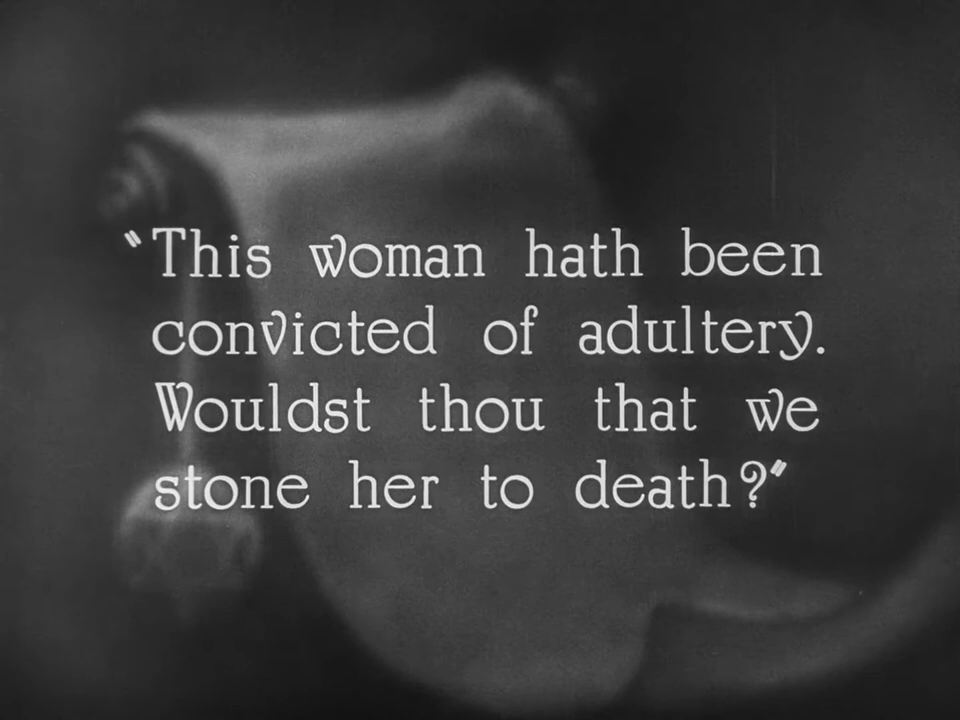 "This woman hath been
convicted of adultery.
Wouldst thou that we
stone her to death?"